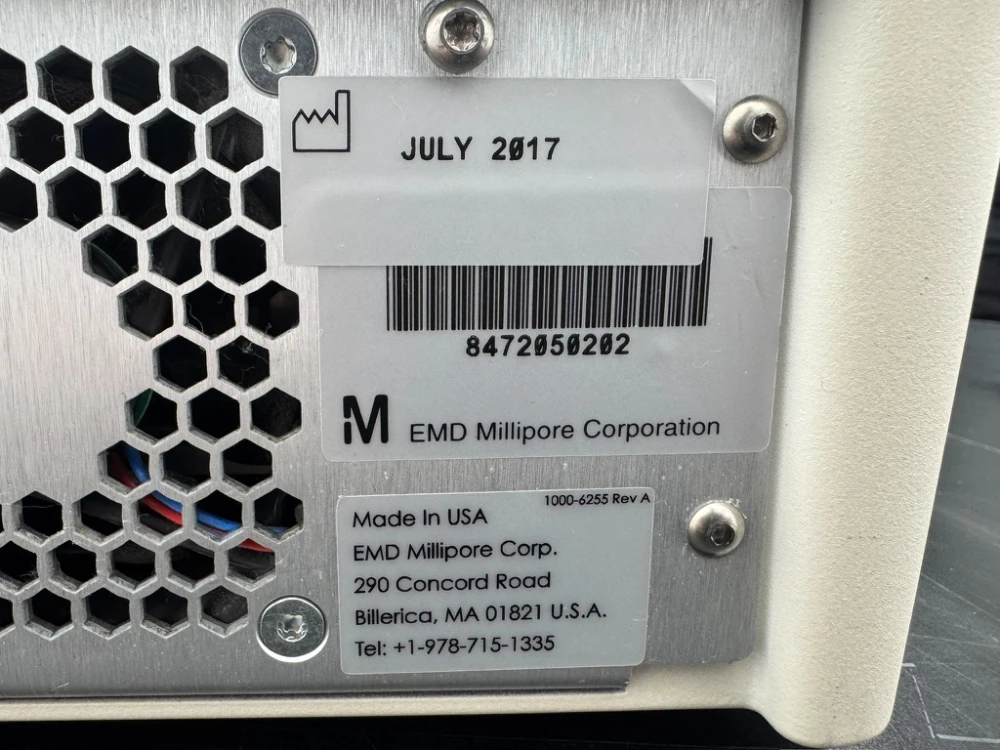 JULY 2017
8472050202
M EMD Millipore Corporation
1000-6255 Rev A
Made In USA
EMD Millipore Corp.
290 Concord Road
Billerica, MA 01821 U.S.A.
Tel: +1-978-715-1335